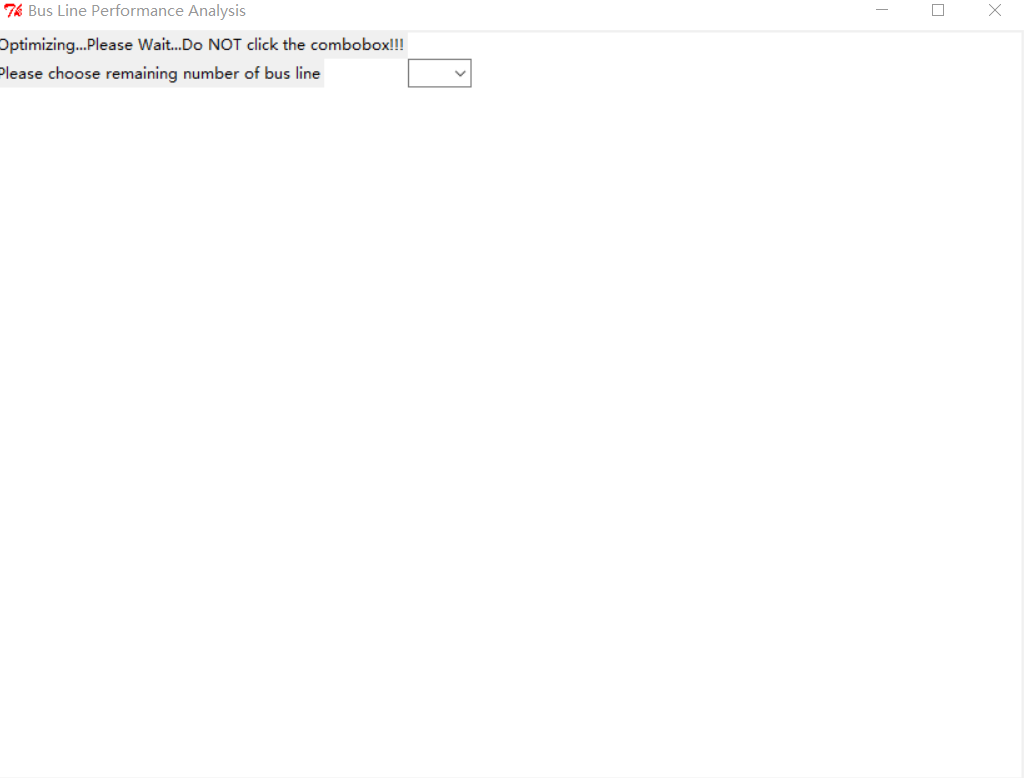 Bus Line Performance Analysis
Optimizing...Please Wait...Do NOT click the combobox!!!
Please choose remaining number of bus line